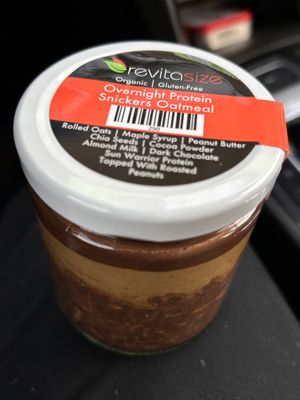 revitasize
Organic | Gluten-Free
Overnight Protein
Snickers Oatmeal
Rolled Oats | Maple Syrup | Peanut Butter
Chia Seeds | Cocoa Powder
Almond Milk | Dark Chocolate
Sun Warrior Protein
Topped With Roasted
Peanuts